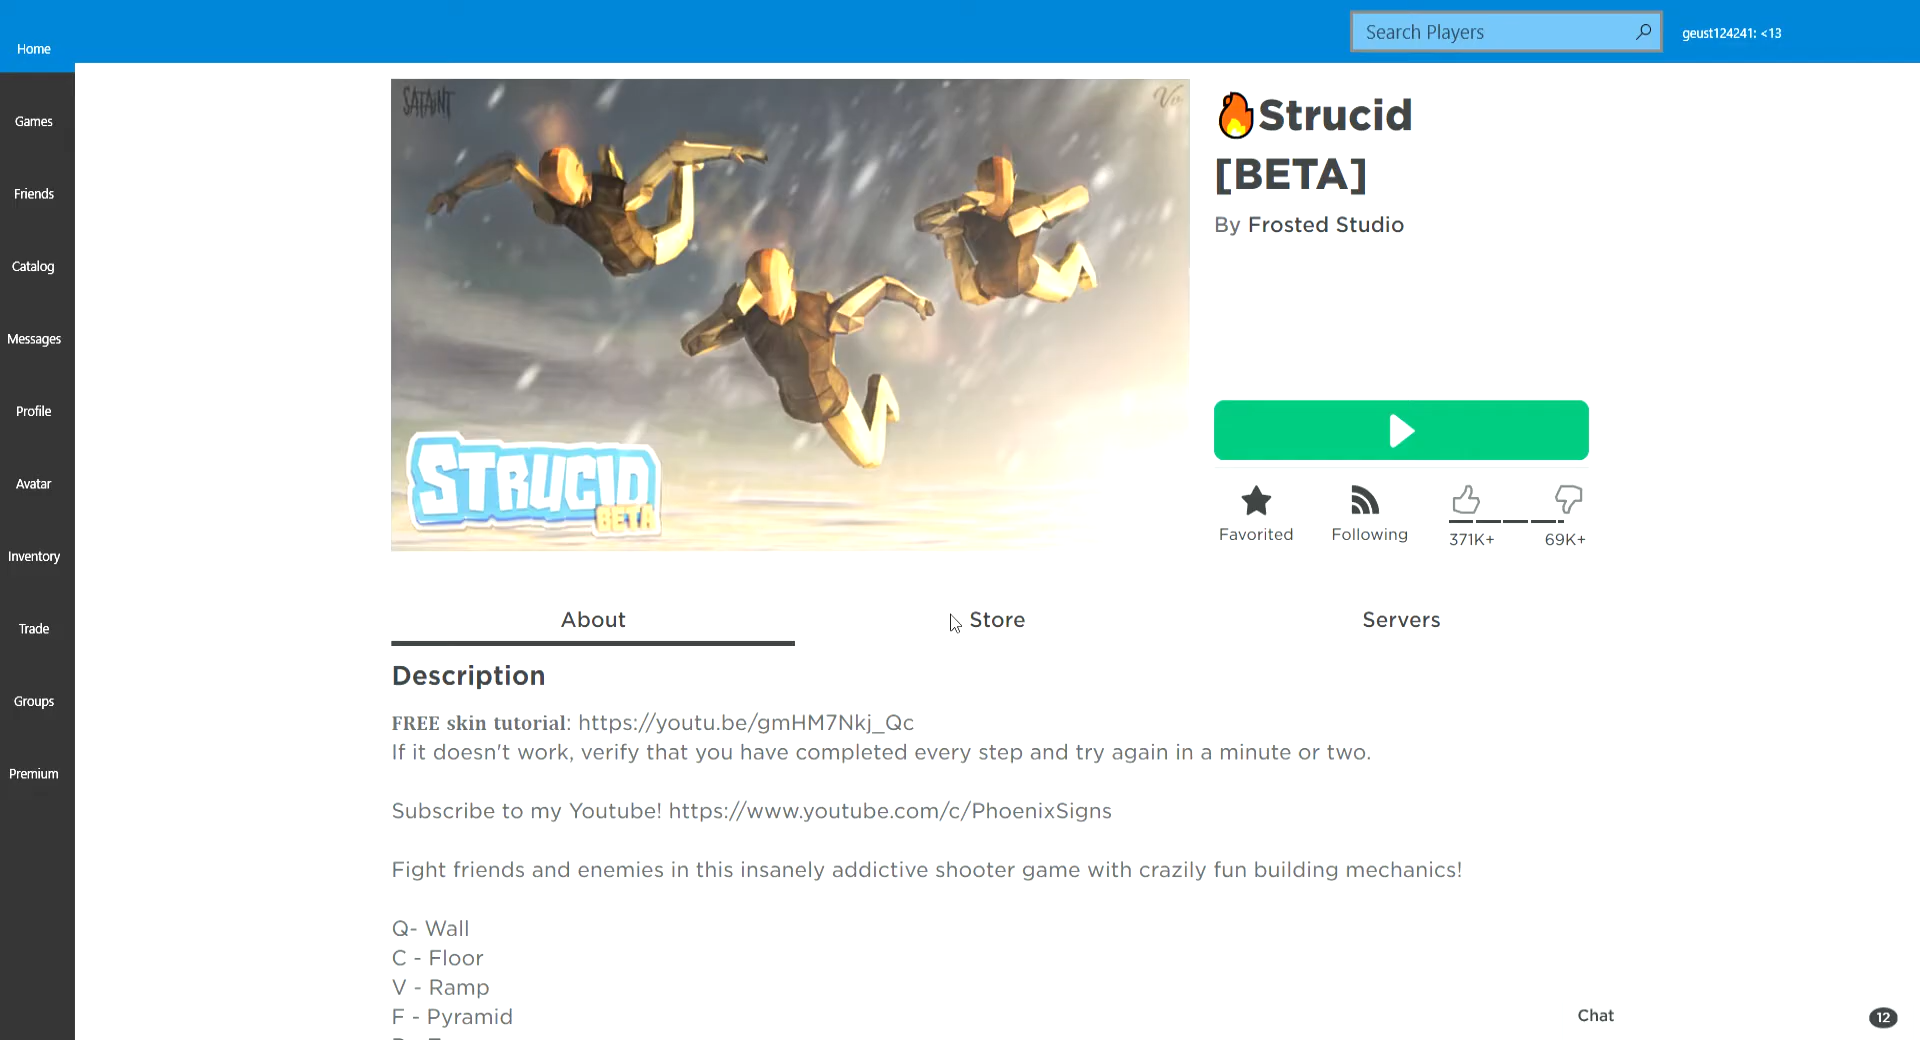 Home
Search Players
geust124241: <13
Games
Friends
Catalog
Messages
Profile
Avatar
Inventory
Trade
Groups
Premium
SATAINT
Vv
STRUCID
BETA
Strucid
[BETA]
By Frosted Studio
Favorited
Following
371K+
69K+
About
Store
Servers
Description
FREE skin tutorial: https://youtu.be/gmHM7Nkj_Qc
If it doesn't work, verify that you have completed every step and try again in a minute or two.
Subscribe to my Youtube! https://www.youtube.com/c/PhoenixSigns
Fight friends and enemies in this insanely addictive shooter game with crazily fun building mechanics!
Q- Wall
C - Floor
V - Ramp
F - Pyramid
Chat
12